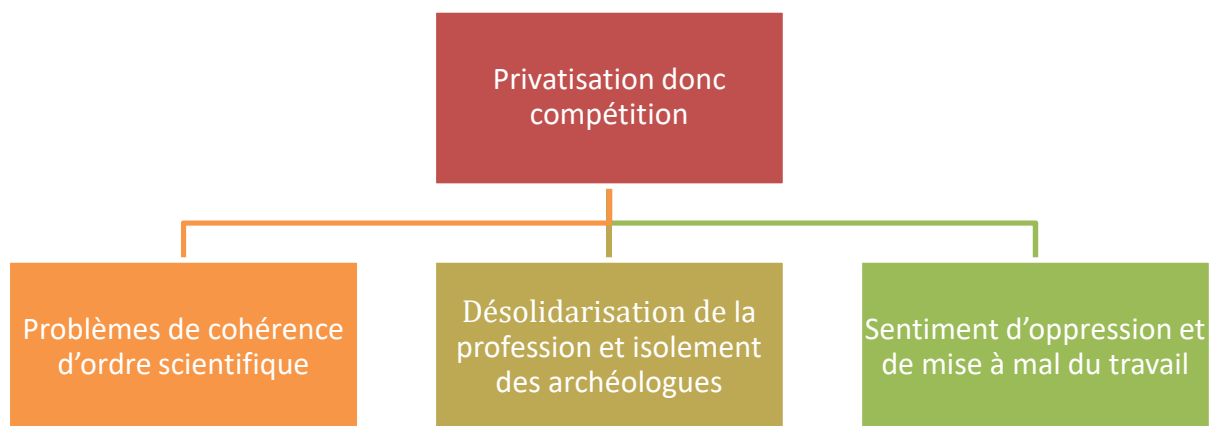 Privatisation donc
compétition
Problèmes de cohérence
d’ordre scientifique
Désolidarisation de la
profession et isolement
des archéologues
Sentiment d’oppression et
de mise à mal du travail